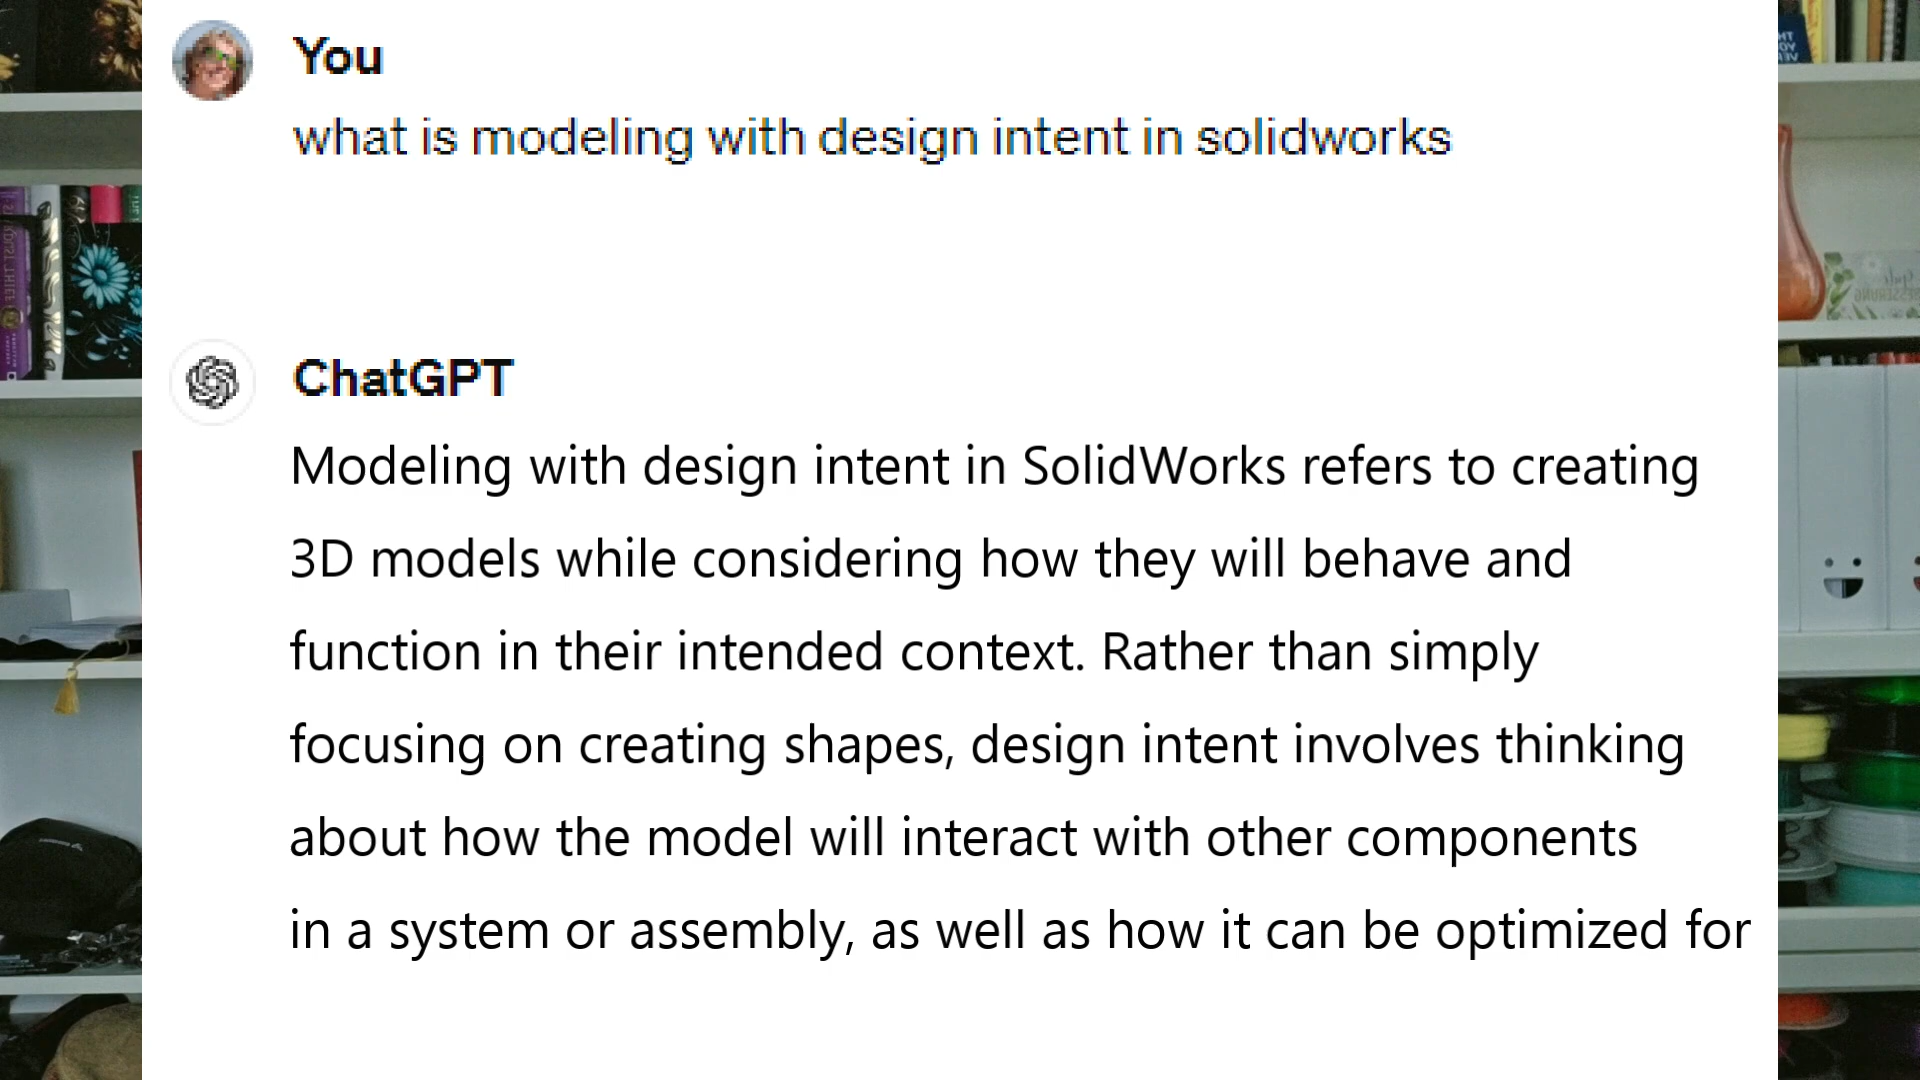 You
what is modeling with design intent in solidworks
ChatGPT
Modeling with design intent in SolidWorks refers to creating
3D models while considering how they will behave and
function in their intended context. Rather than simply
focusing on creating shapes, design intent involves thinking
about how the model will interact with other components
in a system or assembly, as well as how it can be optimized for